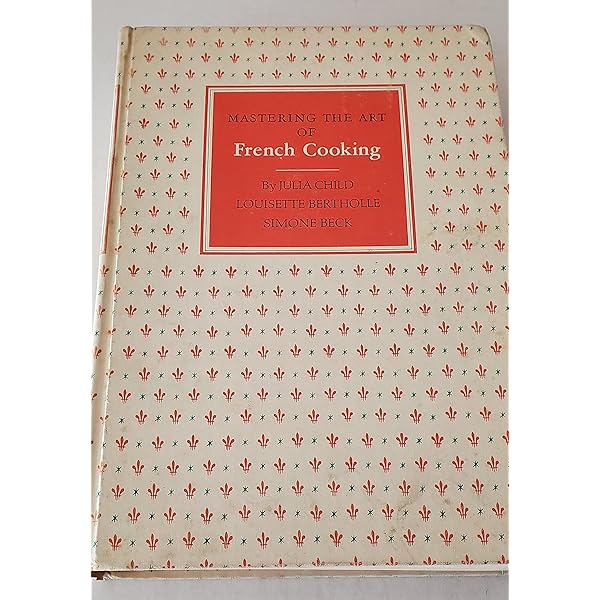 MASTERING THE ART
OF
French Cooking
By JULIA CHILD
LOUISETTE BERTHOLLE
SIMONE BECK